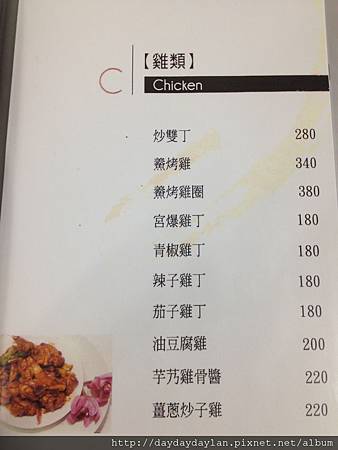 C
【雞類】
Chicken
炒雙丁 280
燻烤雞 340
燻烤雞圈 380
宮爆雞丁 180
青椒雞丁 180
辣子雞丁 180
茄子雞丁 180
油豆腐雞 200
芋艿雞骨醬 220
薑蔥炒子雞 220
http://daydaydaylan.pixnet.net/album